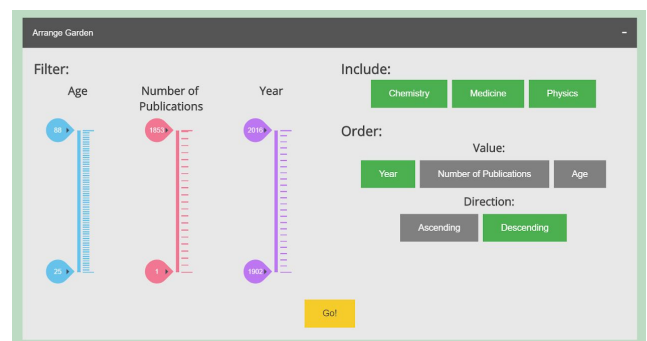 Arrange Garden
-
Filter:
Age
Number of
Publications
Year
88
1853
2016
25
1
1902
Include:
Chemistry
Medicine
Physics
Order:
Value:
Year
Number of Publications
Age
Direction:
Ascending
Descending
Go!